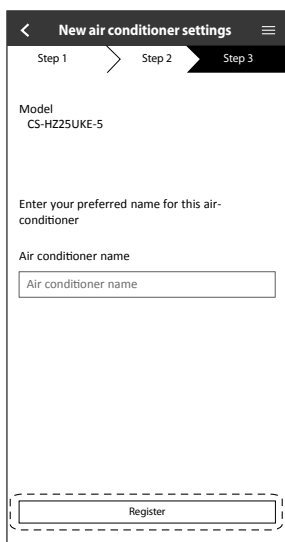 New air conditioner settings
Step 1 Step 2 Step 3
Model
CS-HZ25UKE-5
Enter your preferred name for this air-
conditioner
Air conditioner name
Air conditioner name
Register